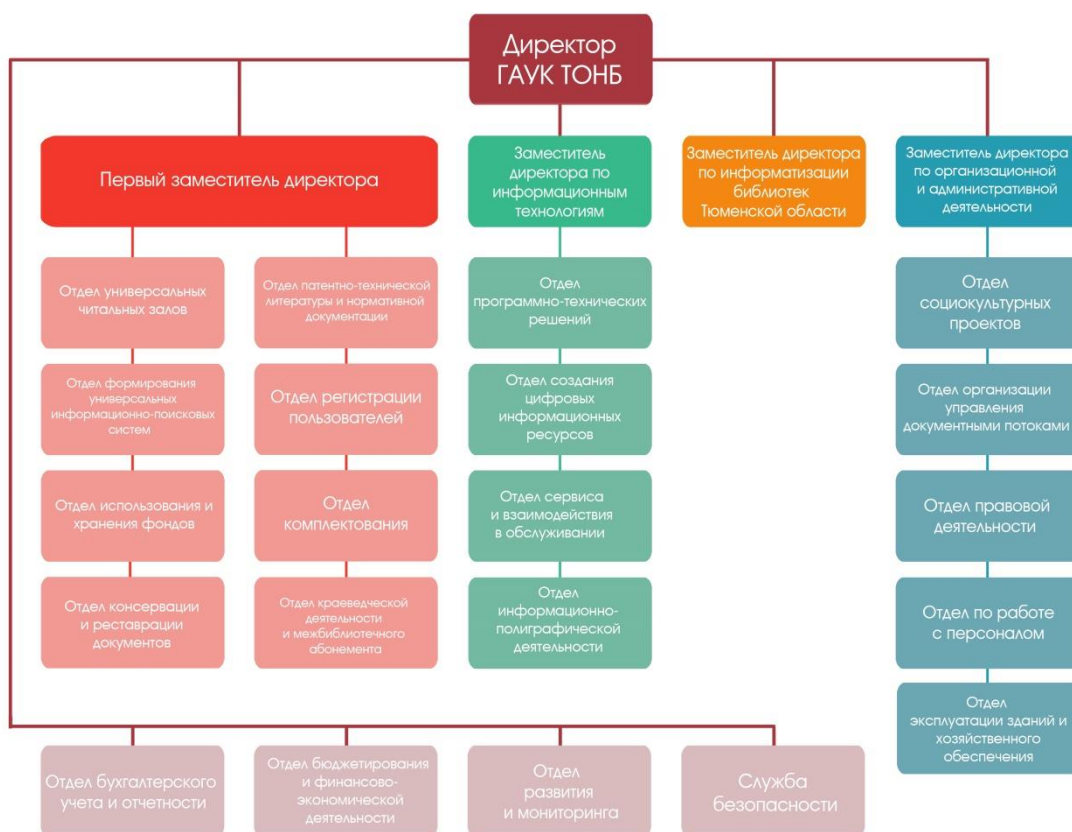 Директор
ГАУК ТОНБ
Первый заместитель директора
Заместитель
директора по
информационным
технологиям
Заместитель директора
по информатизации
библиотек
Тюменской области
Заместитель директора
по организационной
и административной
деятельности
Отдел универсальных
читальных залов
Отдел патентно-технической
литературы и нормативной
документации
Отдел
программно-технических
решений
Отдел
социокультурных
проектов
Отдел формирования
универсальных
информационно-поисковых
систем
Отдел регистрации
пользователей
Отдел создания
цифровых
информационных
ресурсов
Отдел организации
управления
документными потоками
Отдел использования и
хранения фондов
Отдел
комплектования
Отдел сервиса
и взаимодействия
в обслуживании
Отдел правовой
деятельности
Отдел консервации
и реставрации
документов
Отдел краеведческой
деятельности
и межбиблиотечного
абонемента
Отдел
информационно-
полиграфической
деятельности
Отдел по работе
с персоналом
Отдел
эксплуатации зданий и
хозяйственного
обеспечения
Отдел бухгалтерского
учета и отчетности
Отдел бюджетирования
и финансово-
экономической
деятельности
Отдел
развития
и мониторинга
Служба
безопасности